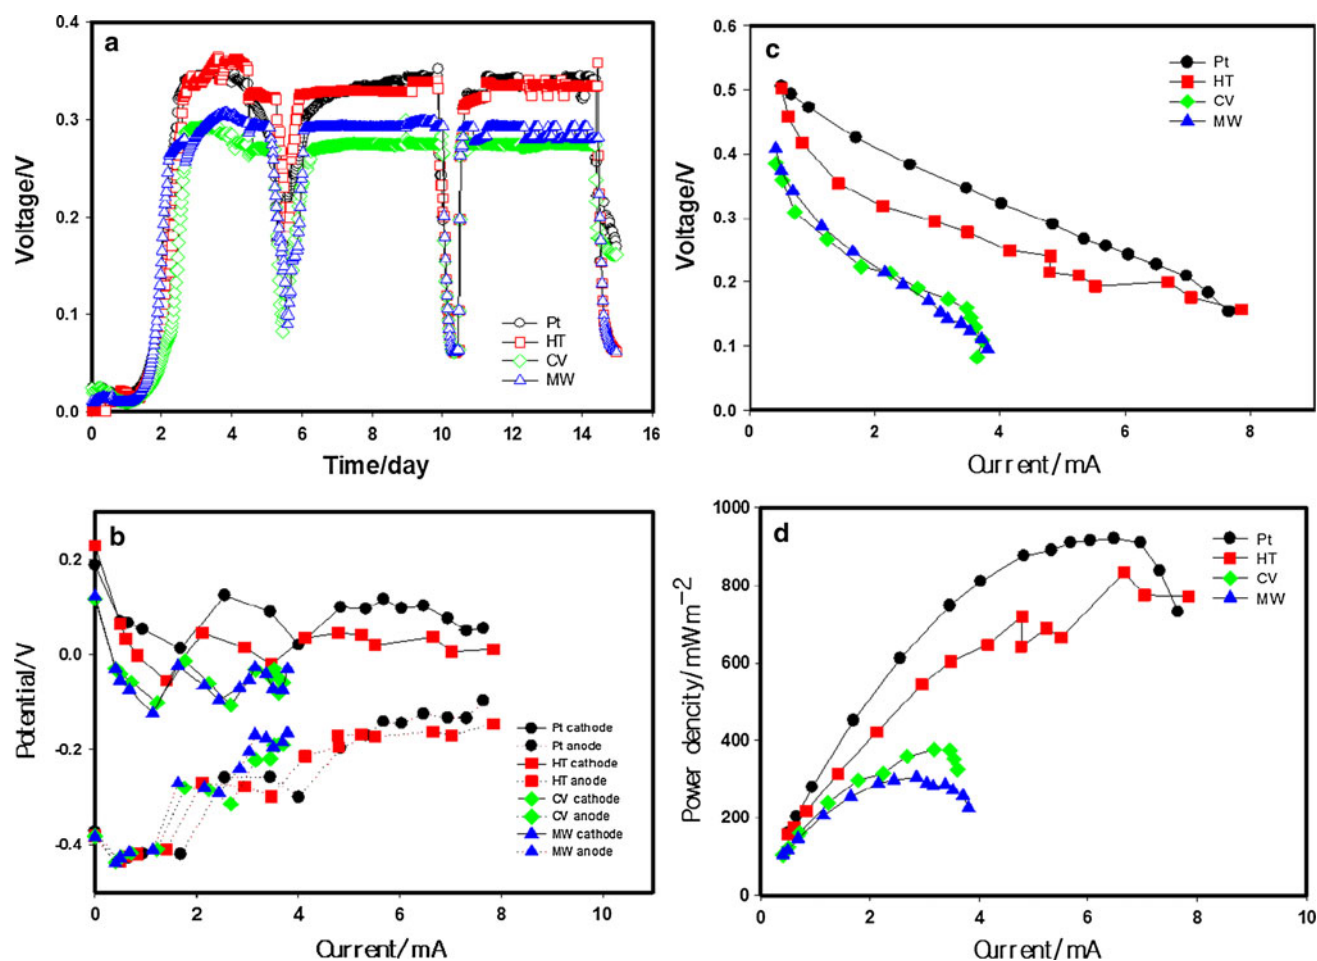 a
0.4
0.3
0.2
0.1
0.0
Voltage/V
0 2 4 6 8 10 12 14 16
Time/day
Pt
HT
CV
MW
c
0.6
0.5
0.4
0.3
0.2
0.1
0.0
Voltage/V
2 4 6 8
Current/mA
Pt
HT
CV
MW
b
0.2
0.0
-0.2
-0.4
Potential/V
0 2 4 6 8 10
Current/mA
Pt cathode
Pt anode
HT cathode
HT anode
CV cathode
CV anode
MW cathode
MW anode
d
1000
800
600
400
200
0
Power dencity/mWm−2
0 2 4 6 8 10
Current/mA
Pt
HT
CV
MW